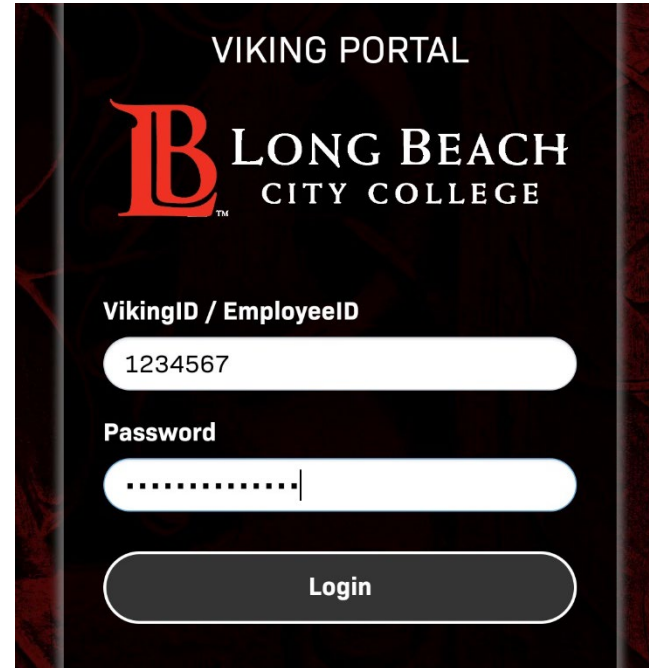 VIKING PORTAL
LB
LONG BEACH
CITY COLLEGE
TM
VikingID / EmployeeID
1234567
Password
••••••••••••••
Login